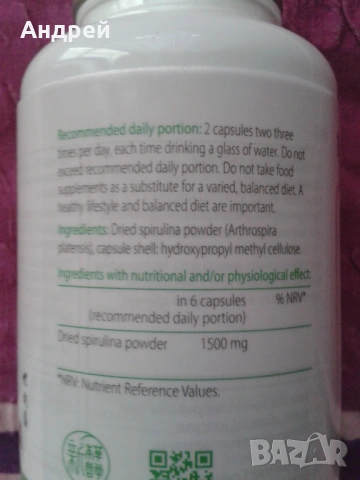 Андрей
Recommended daily portion: 2 capsules two three
times per day, each time drinking a glass of water. Do not
exceed recommended daily portion. Do not take food
supplements as a substitute for a varied, balanced diet. A
healthy lifestyle and balanced diet are important.
Ingredients: Dried spirulina powder (Arthrospira
platensis), capsule shell: hydroxypropyl methyl cellulose.
Ingredients with nutritional and/or physiological effect:
in 6 capsules % NRV*
(recommended daily portion)
Dried spirulina powder 1500 mg
*NRV: Nutrient Reference Values.
BAZAR